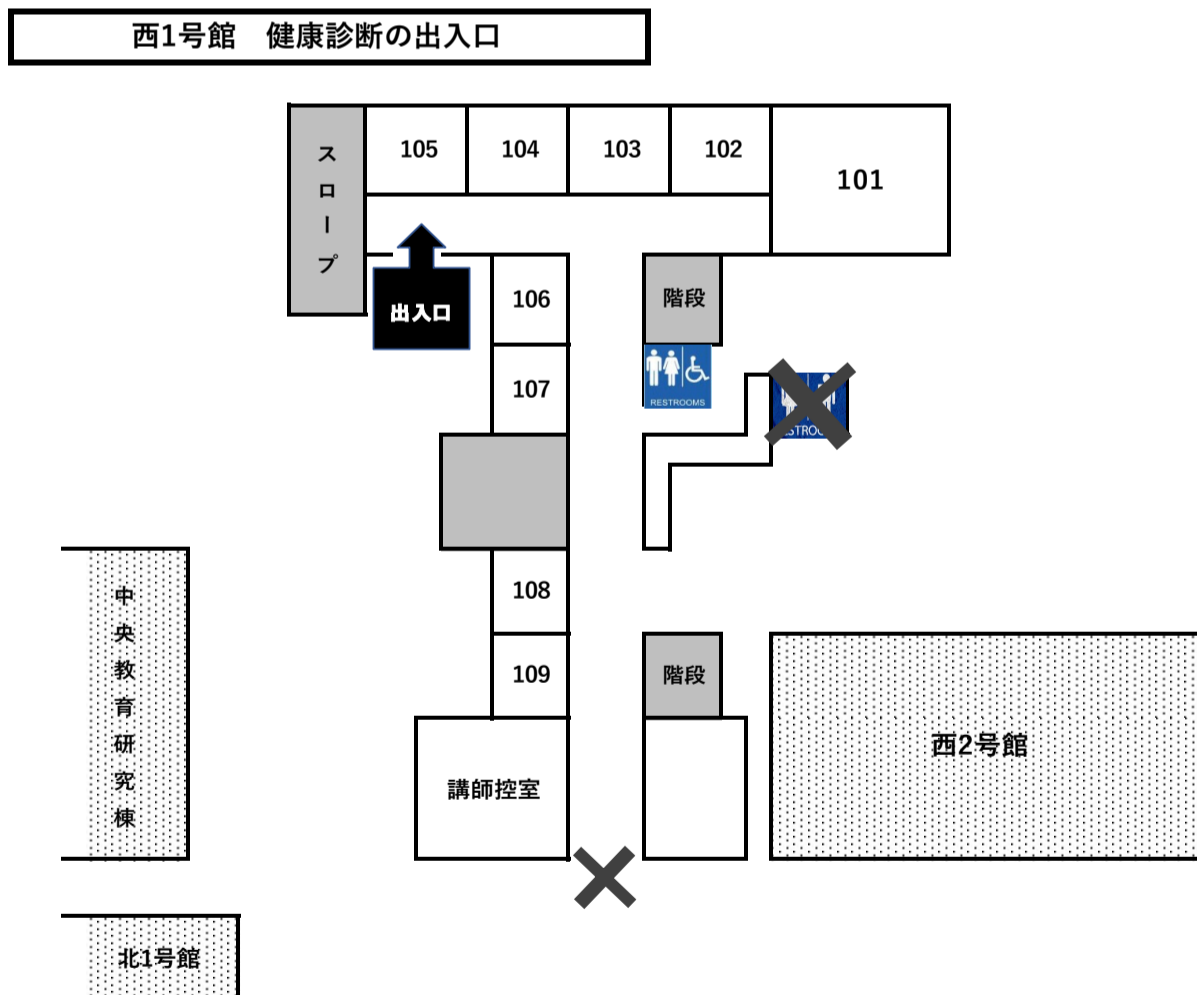 西1号館　健康診断の出入口
スロープ
105
104
103
102
101
出入口
106
階段
107
RESTROOMS
108
109
階段
講師控室
中央教育研究棟
西2号館
北1号館